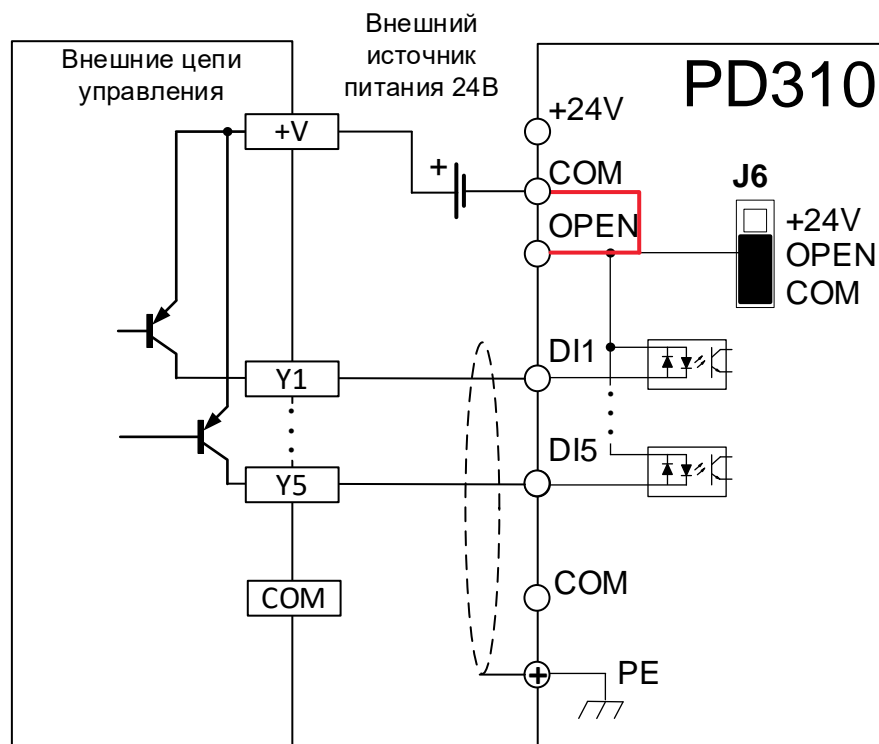 Внешние цепи
управления
Внешний
источник
питания 24В
PD310
+V
+
+24V
COM
OPEN
J6
+24V
OPEN
COM
DI1
Y1
DI5
Y5
COM
COM
PE